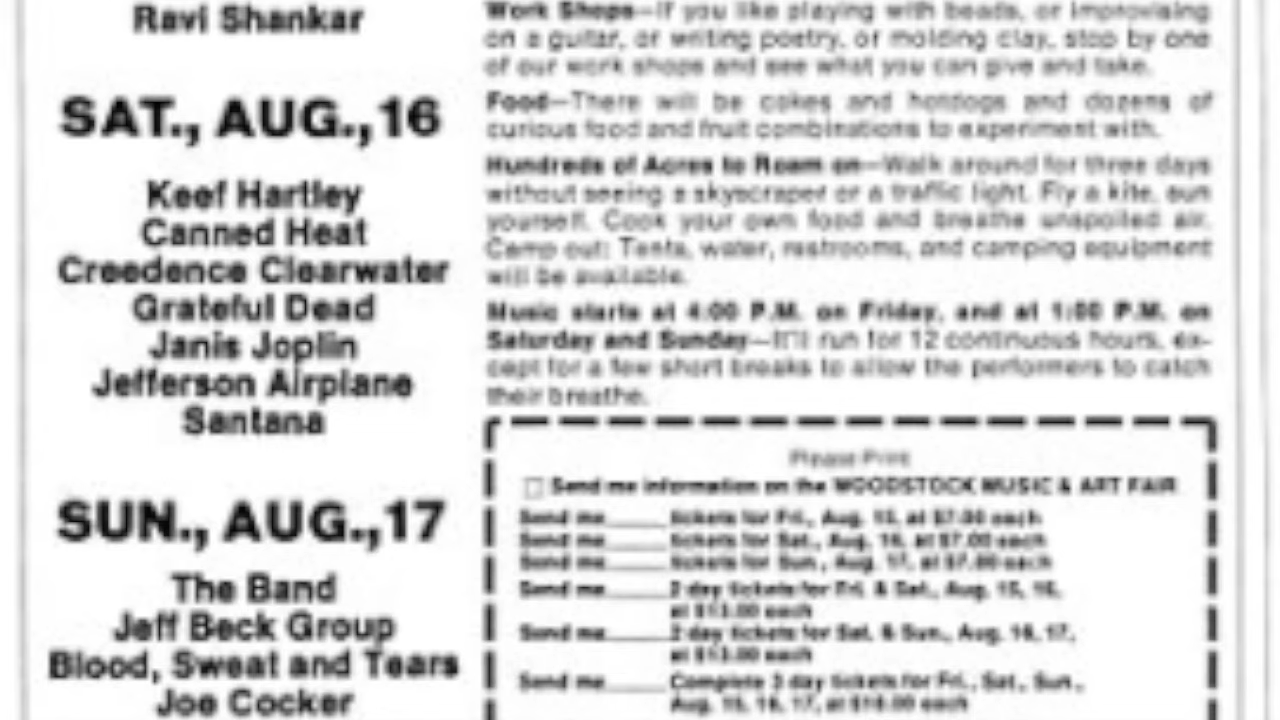 Ravi Shankar
SAT., AUG.,16
Keef Hartley
Canned Heat
Creedence Clearwater
Grateful Dead
Janis Joplin
Jefferson Airplane
Santana
SUN., AUG.,17
The Band
Jeff Beck Group
Blood, Sweat and Tears
Joe Cocker
Work Shops—If you like playing with beads, or improvising
on a guitar, or writing poetry, or molding clay, stop by one
of our work shops and see what you can give and take.
Food—There will be cokes and hotdogs and dozens of
curious food and fruit combinations to experiment with.
Hundreds of Acres to Roam on—Walk around for three days
without seeing a skyscraper or a traffic light. Fly a kite, sun
yourself. Cook your own food and breathe unspoiled air.
Camp out: Tents, water, restrooms, and camping equipment
will be available.
Music starts at 4:00 P.M. on Friday, and at 1:00 P.M. on
Saturday and Sunday—It'll run for 12 continuous hours, ex-
cept for a few short breaks to allow the performers to catch
their breathe.
Please Print
Send me information on the WOODSTOCK MUSIC & ART FAIR
Send me_____ tickets for Fri., Aug. 15, at $7.00 each
Send me_____ tickets for Sat., Aug. 16, at $7.00 each
Send me_____ tickets for Sun., Aug. 17, at $7.00 each
Send me_____ 2 day tickets for Fri. & Sat., Aug. 15, 16,
at $13.00 each
Send me_____ 2 day tickets for Sat. & Sun., Aug. 16, 17,
at $13.00 each
Send me_____ Complete 3 day tickets for Fri., Sat., Sun.,
Aug. 15, 16, 17, at $18.00 each